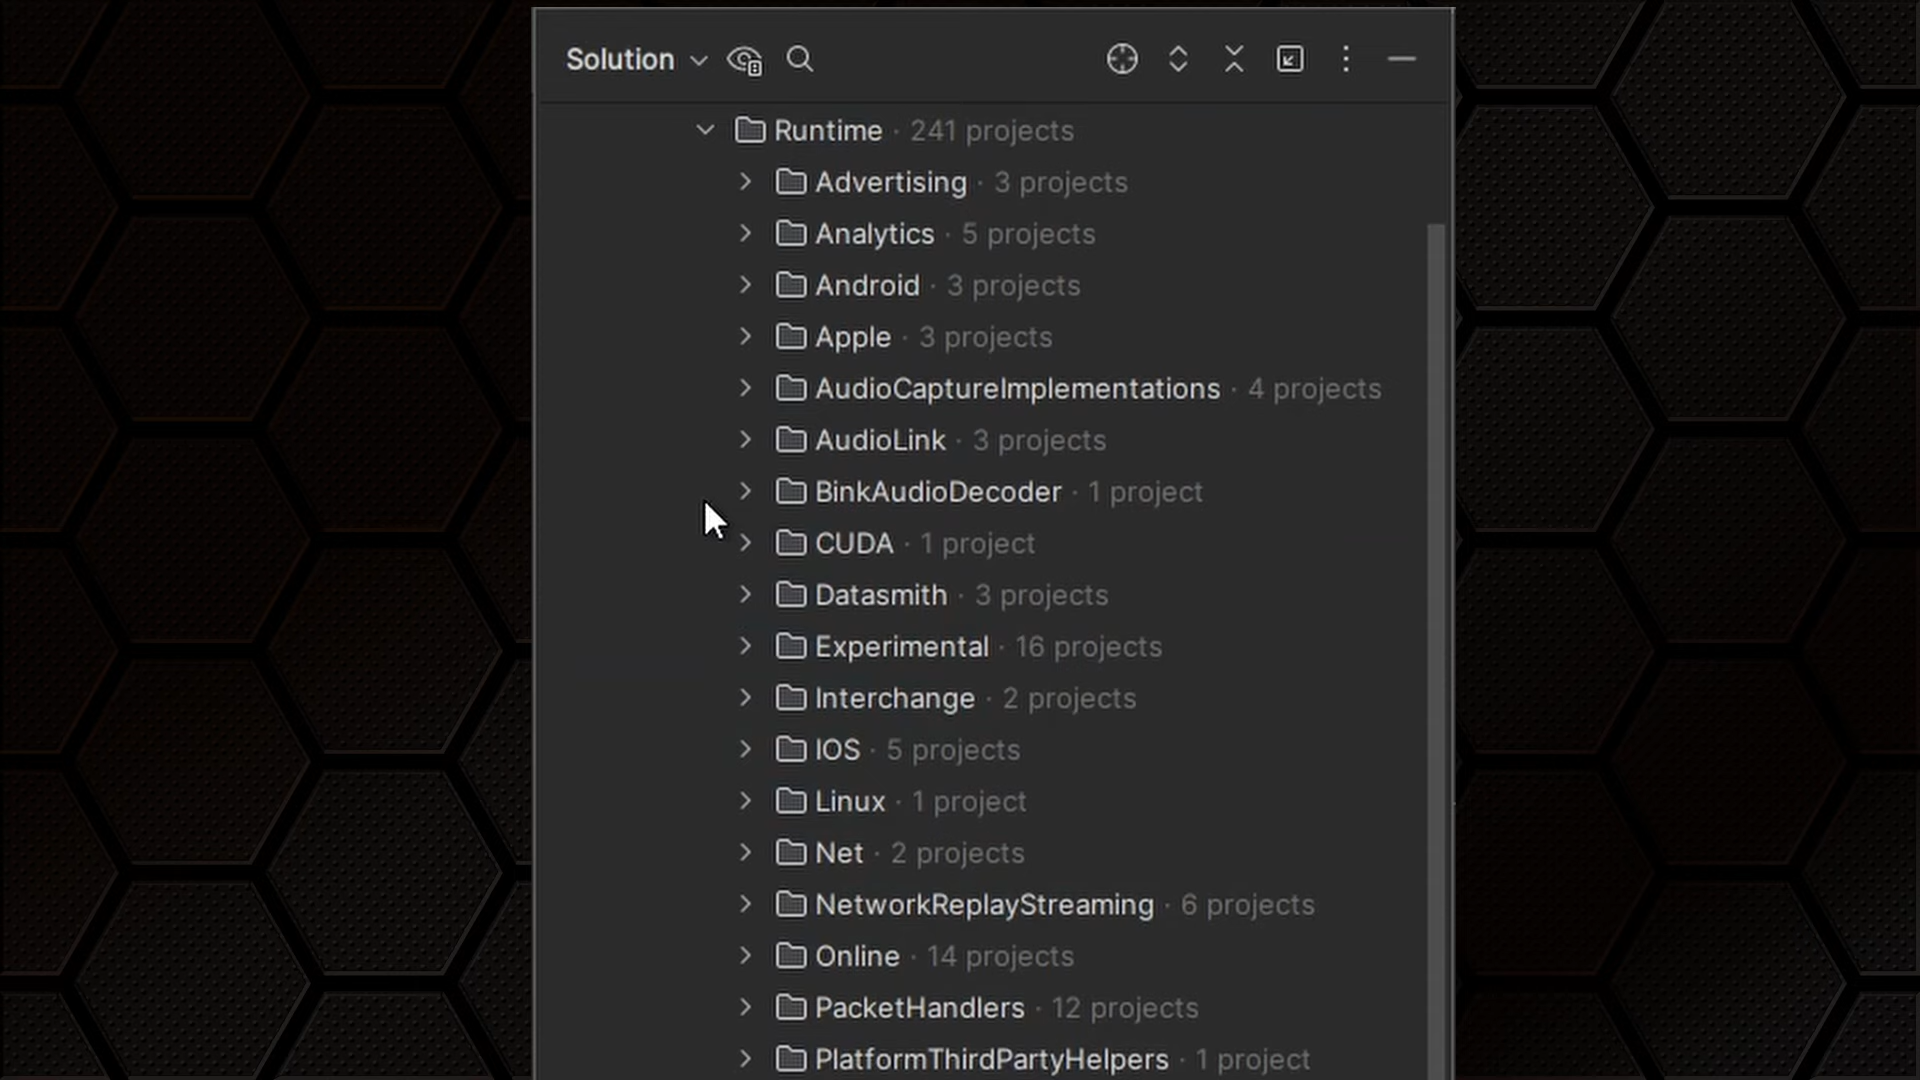 Solution
Runtime · 241 projects
Advertising · 3 projects
Analytics · 5 projects
Android · 3 projects
Apple · 3 projects
AudioCaptureImplementations · 4 projects
AudioLink · 3 projects
BinkAudioDecoder · 1 project
CUDA · 1 project
Datasmith · 3 projects
Experimental · 16 projects
Interchange · 2 projects
IOS · 5 projects
Linux · 1 project
Net · 2 projects
NetworkReplayStreaming · 6 projects
Online · 14 projects
PacketHandlers · 12 projects
PlatformThirdPartyHelpers · 1 project